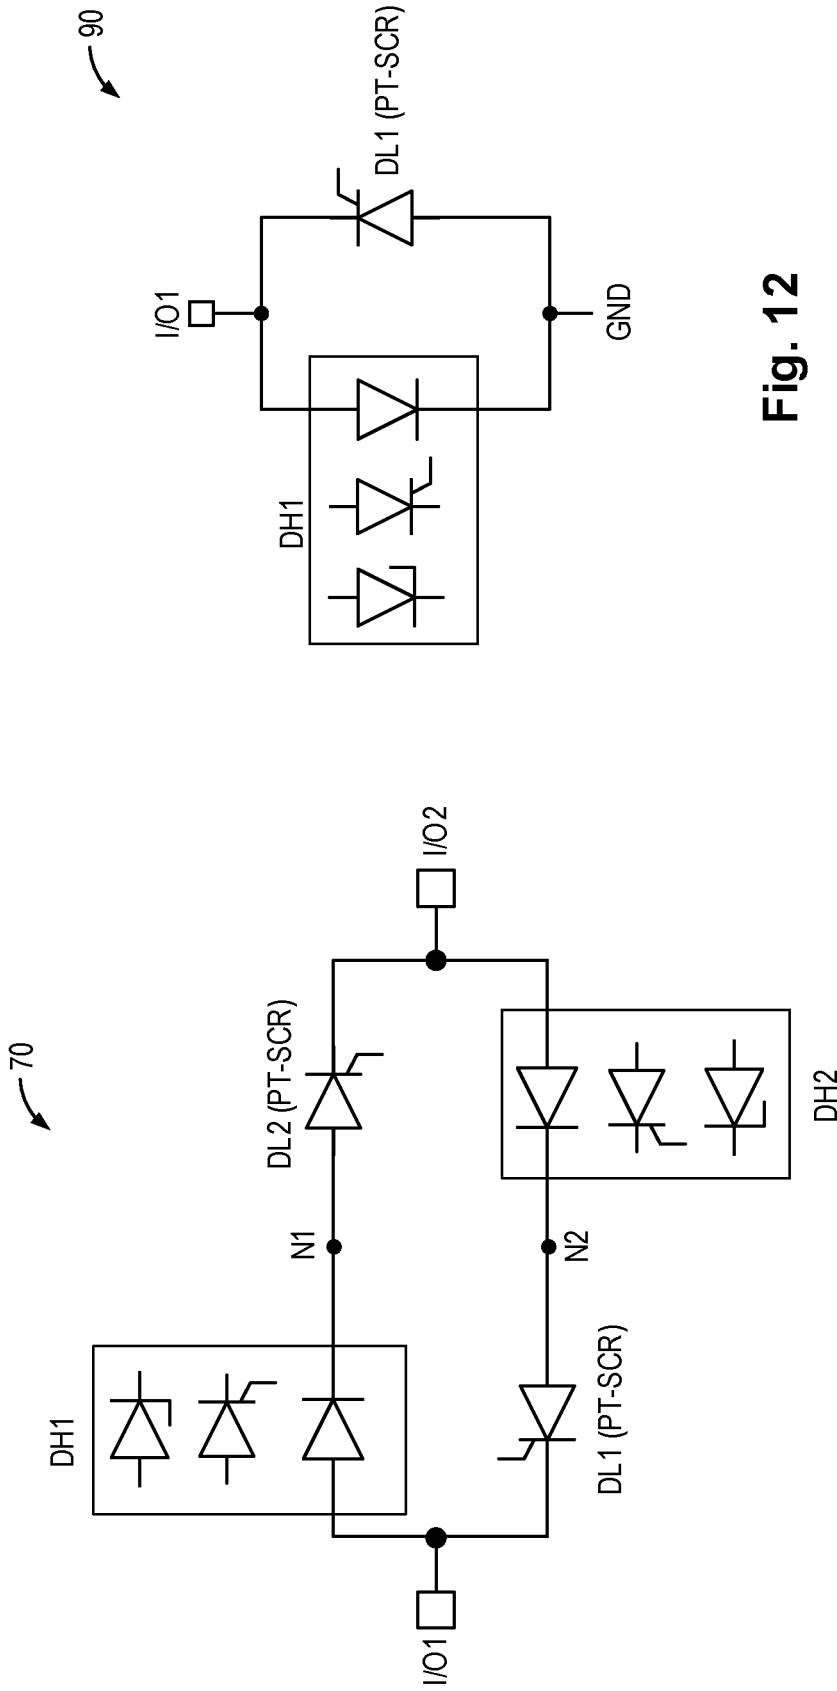 70
DH1
N1
DL2 (PT-SCR)
I/O1
I/O2
DL1 (PT-SCR)
N2
DH2
90
I/O1
DH1
DL1 (PT-SCR)
GND
Fig. 12